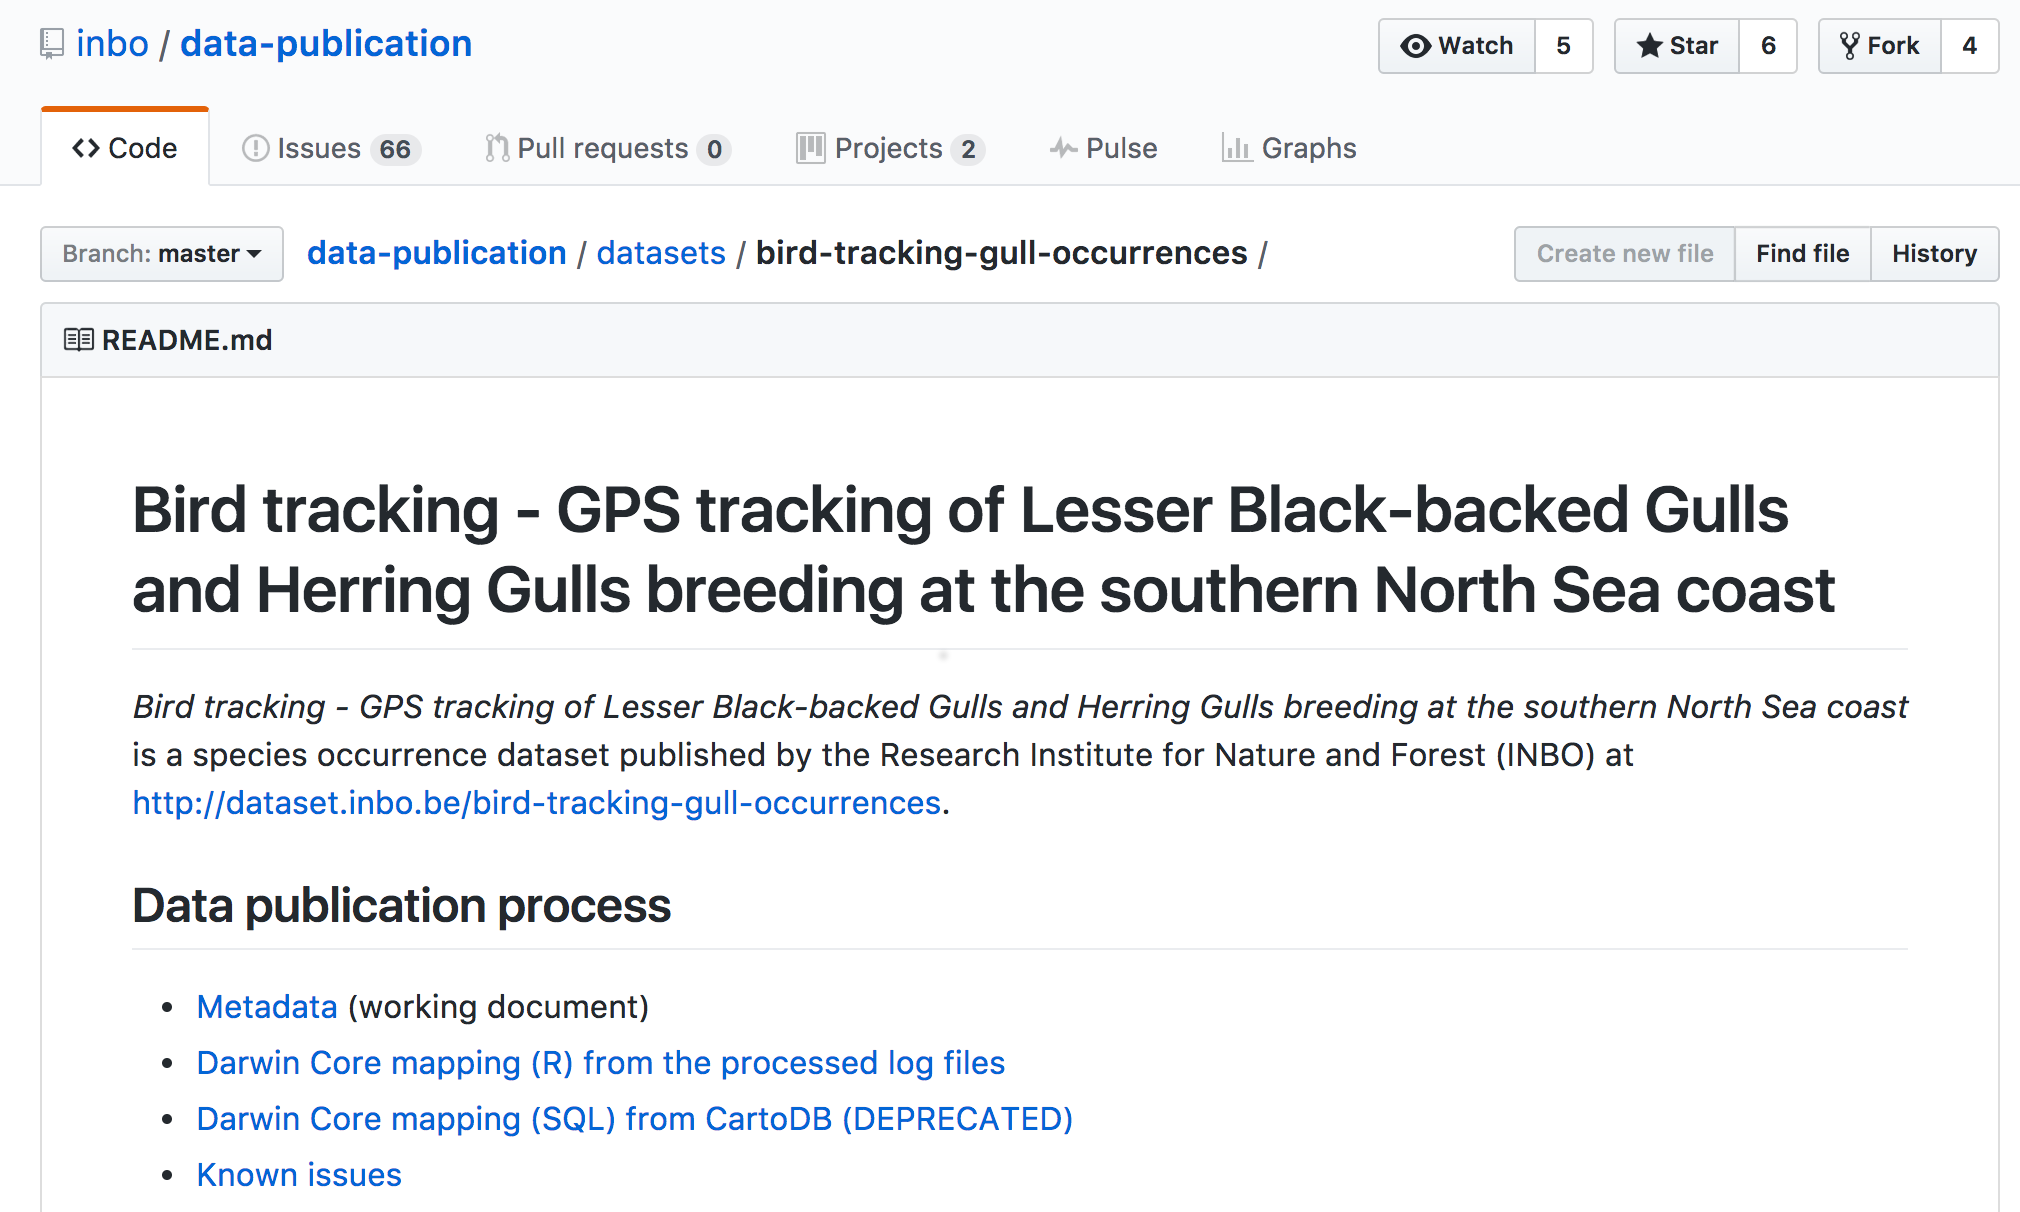 inbo / data-publication
Watch 5 Star 6 Fork 4
Code Issues 66 Pull requests 0 Projects 2 Pulse Graphs
Branch: master data-publication / datasets / bird-tracking-gull-occurrences / Create new file Find file History
README.md
Bird tracking - GPS tracking of Lesser Black-backed Gulls
and Herring Gulls breeding at the southern North Sea coast
Bird tracking - GPS tracking of Lesser Black-backed Gulls and Herring Gulls breeding at the southern North Sea coast
is a species occurrence dataset published by the Research Institute for Nature and Forest (INBO) at
http://dataset.inbo.be/bird-tracking-gull-occurrences.
Data publication process
• Metadata (working document)
• Darwin Core mapping (R) from the processed log files
• Darwin Core mapping (SQL) from CartoDB (DEPRECATED)
• Known issues